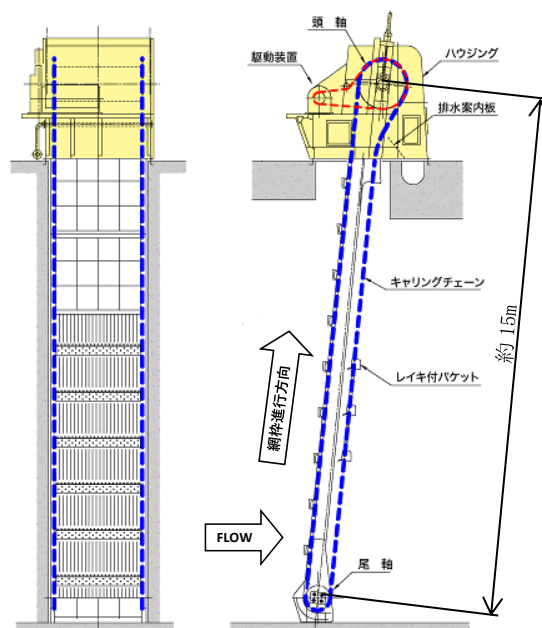 頭 軸
ハウジング
駆動装置
排水案内板
キャリングチェーン
約15m
レイキ付バケット
網枠進行方向
FLOW
尾 軸